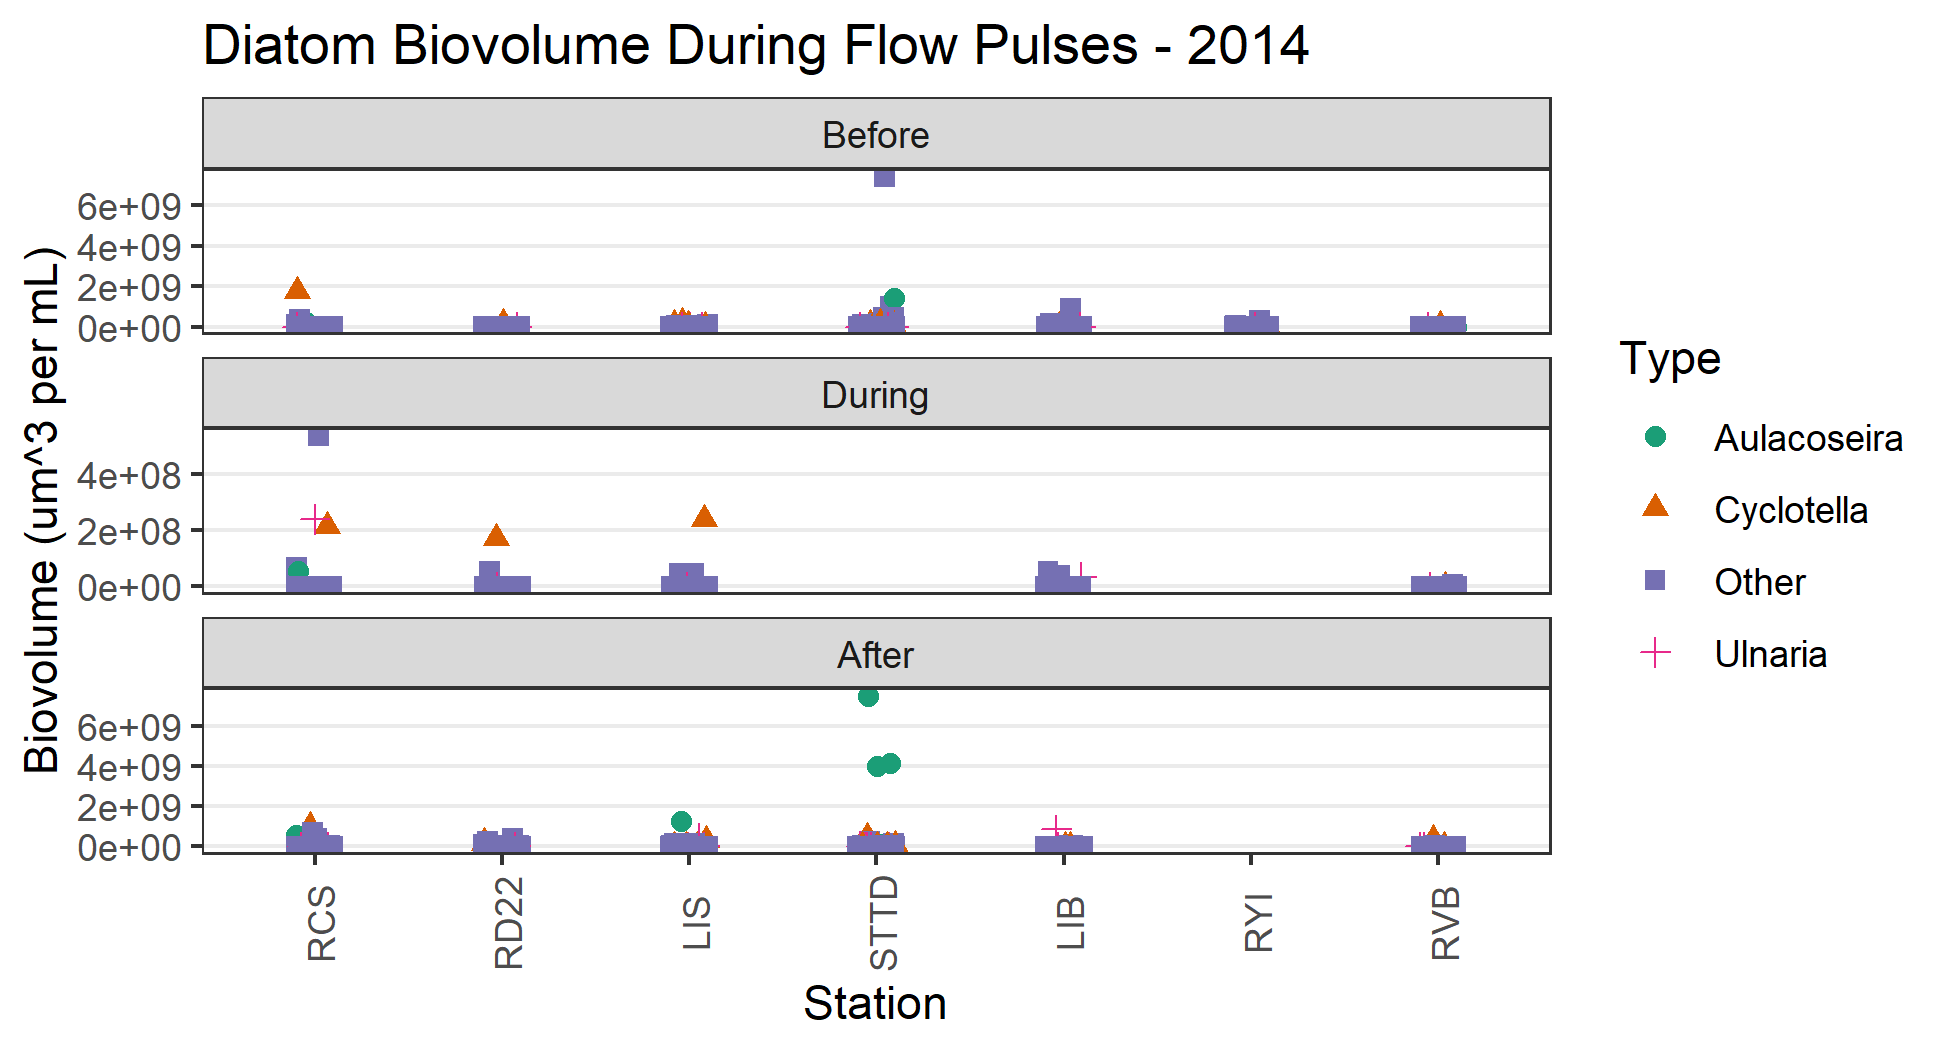 Diatom Biovolume During Flow Pulses - 2014
Before
6e+09
4e+09
2e+09
0e+00
During
4e+08
2e+08
0e+00
After
6e+09
4e+09
2e+09
0e+00
Biovolume (um^3 per mL)
RCS
RD22
LIS
STTD
LIB
RYI
RVB
Station
Type
Aulacoseira
Cyclotella
Other
Ulnaria